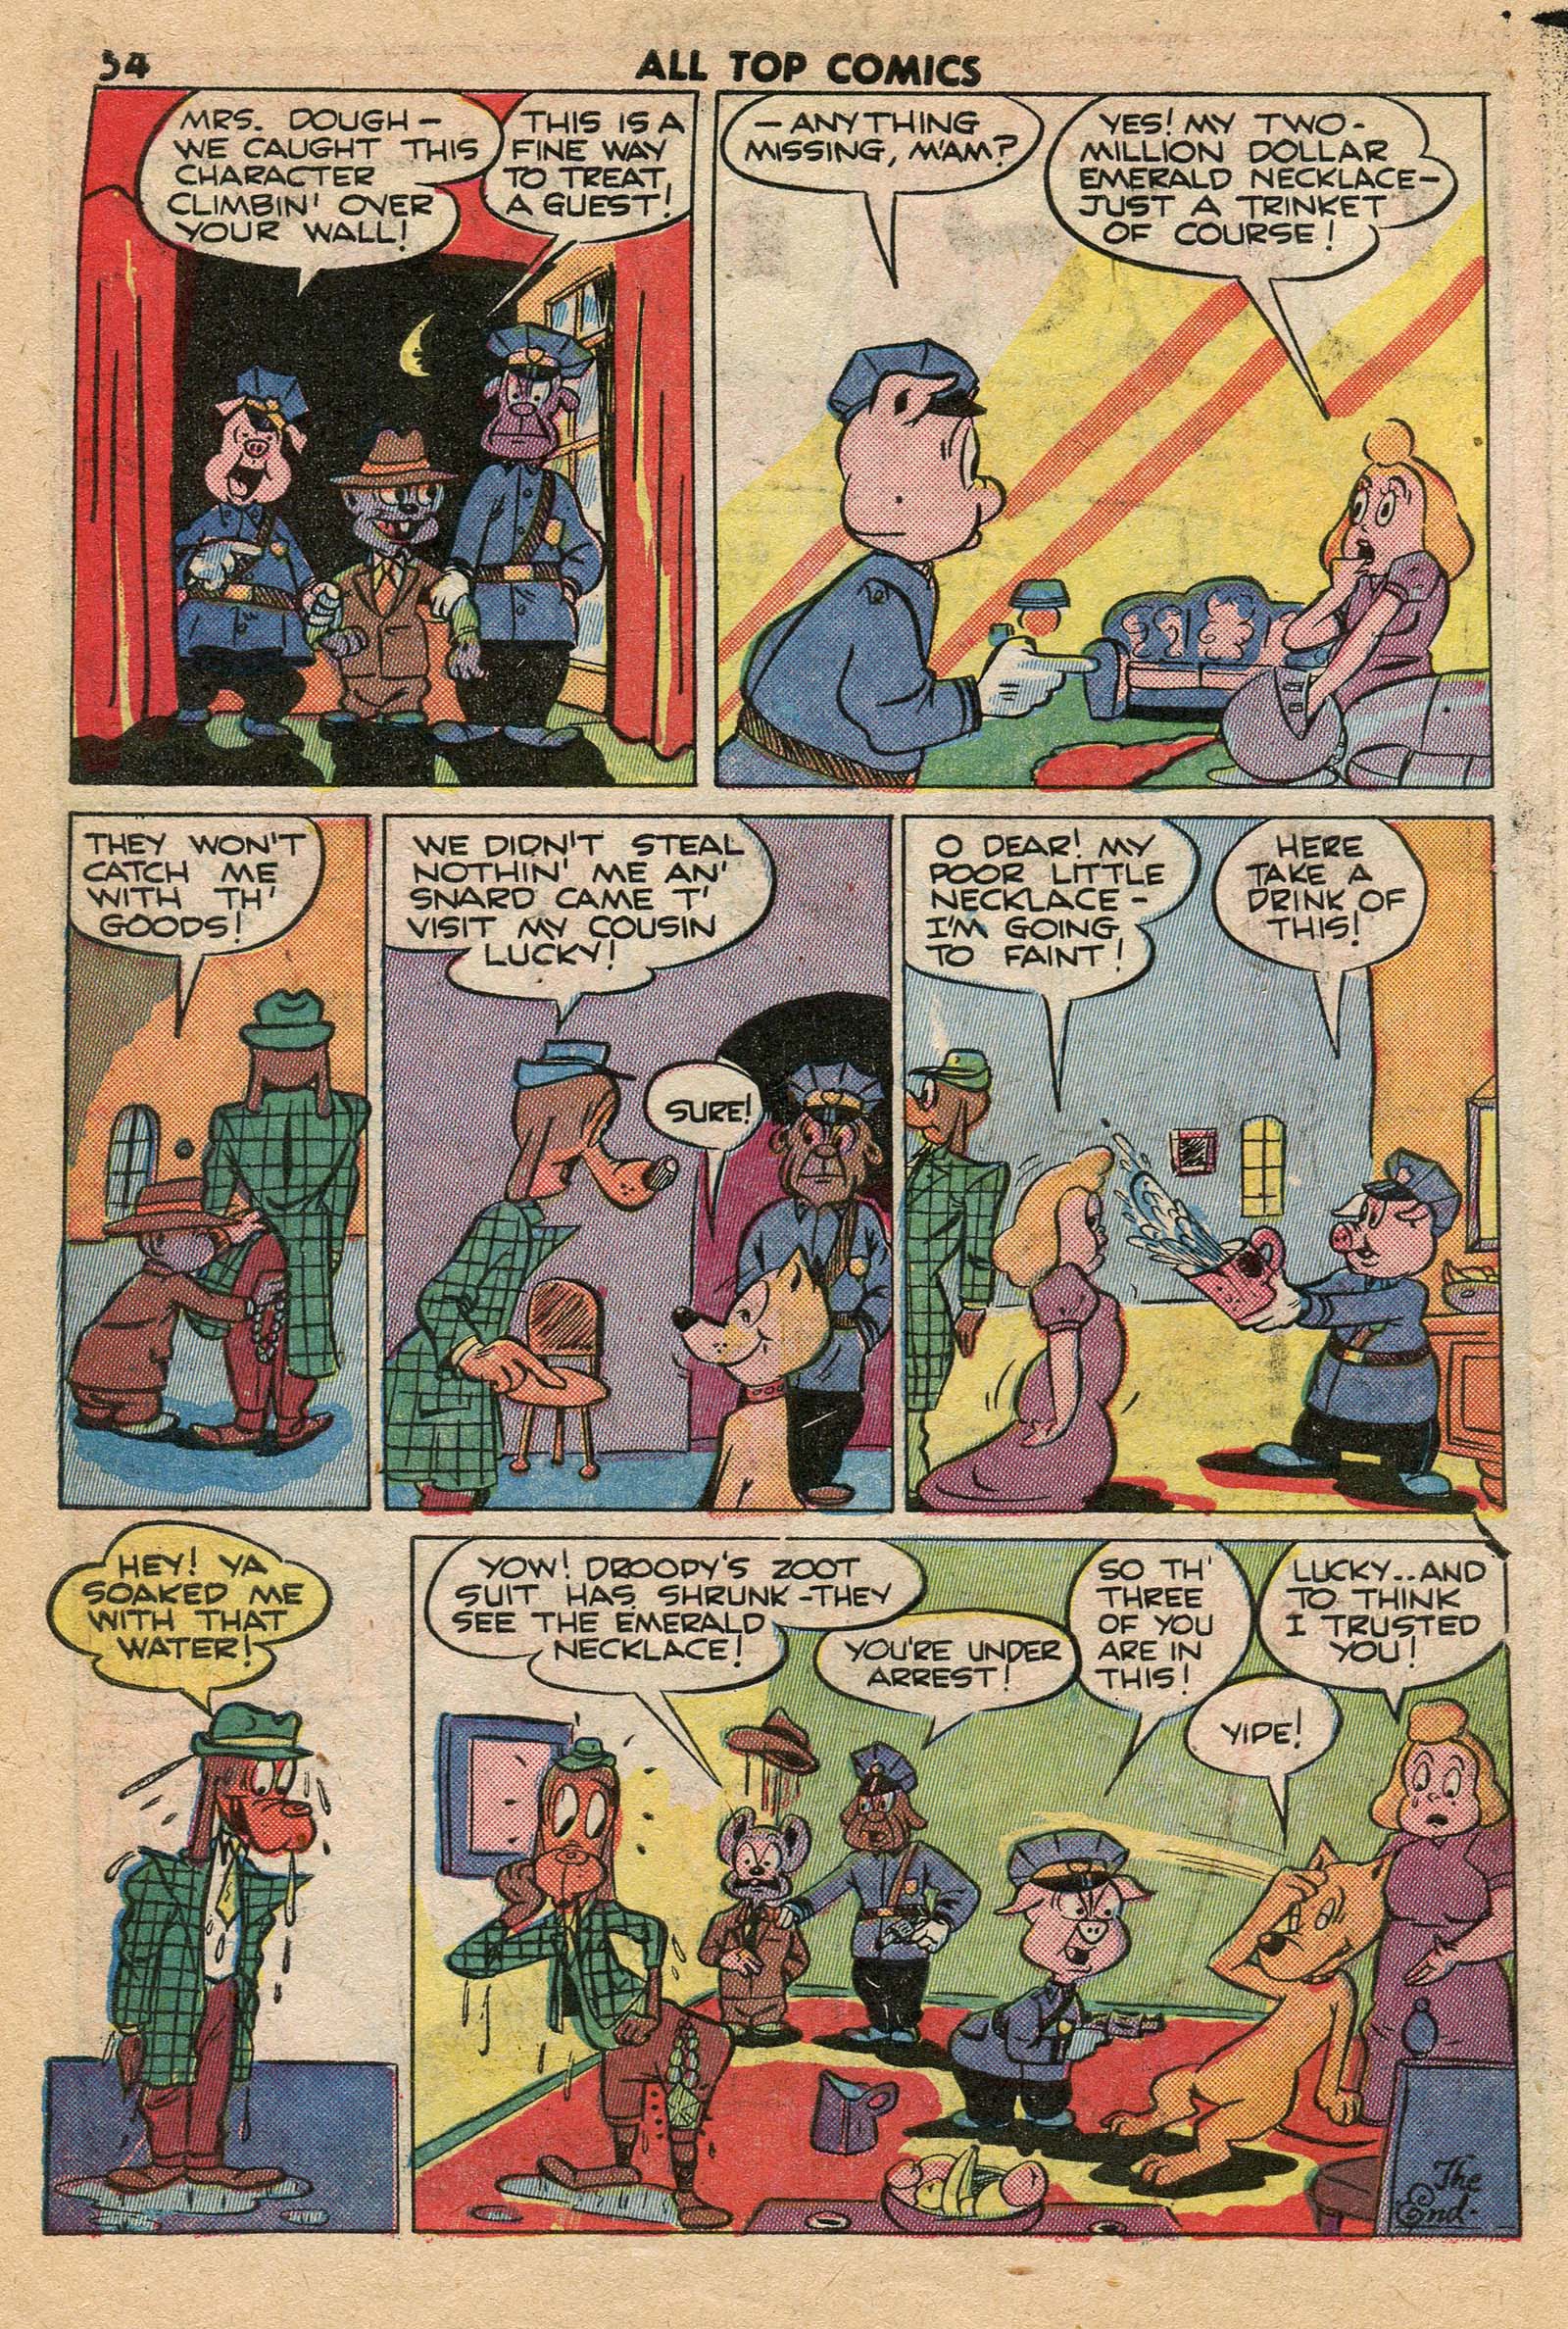 54
ALL TOP COMICS
MRS. DOUGH -
WE CAUGHT THIS
CHARACTER
CLIMBIN' OVER
YOUR WALL!
THIS IS A
FINE WAY
TO TREAT
A GUEST!
- ANYTHING
MISSING, M'AM?
YES! MY TWO-
MILLION DOLLAR
EMERALD NECKLACE-
JUST A TRINKET
OF COURSE!
THEY WON'T
CATCH ME
WITH TH'
GOODS!
WE DIDN'T STEAL
NOTHIN' ME AN'
SNARD CAME T'
VISIT MY COUSIN
LUCKY!
SURE!
O DEAR! MY
POOR LITTLE
NECKLACE -
I'M GOING
TO FAINT!
HERE
TAKE A
DRINK OF
THIS!
HEY! YA
SOAKED ME
WITH THAT
WATER!
YOW! DROOPY'S ZOOT
SUIT HAS SHRUNK -THEY
SEE THE EMERALD
NECKLACE!
YOU'RE UNDER
ARREST!
SO TH'
THREE
OF YOU
ARE IN
THIS!
YIPE!
LUCKY..AND
TO THINK
I TRUSTED
YOU!
The
End-